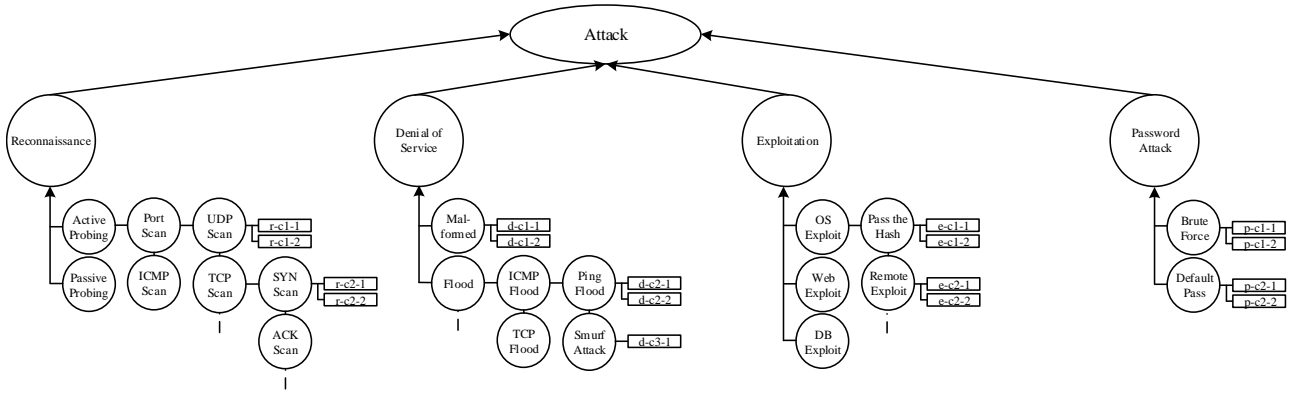 Attack
Reconnaissance
Denial of
Service
Exploitation
Password
Attack
Active
Probing
Port
Scan
UDP
Scan
r-c1-1
r-c1-2
Passive
Probing
ICMP
Scan
TCP
Scan
SYN
Scan
r-c2-1
r-c2-2
ACK
Scan
Mal-
formed
d-c1-1
d-c1-2
Flood
ICMP
Flood
Ping
Flood
d-c2-1
d-c2-2
TCP
Flood
Smurf
Attack
d-c3-1
OS
Exploit
Pass the
Hash
e-c1-1
e-c1-2
Web
Exploit
Remote
Exploit
e-c2-1
e-c2-2
DB
Exploit
Brute
Force
p-c1-1
p-c1-2
Default
Pass
p-c2-1
p-c2-2